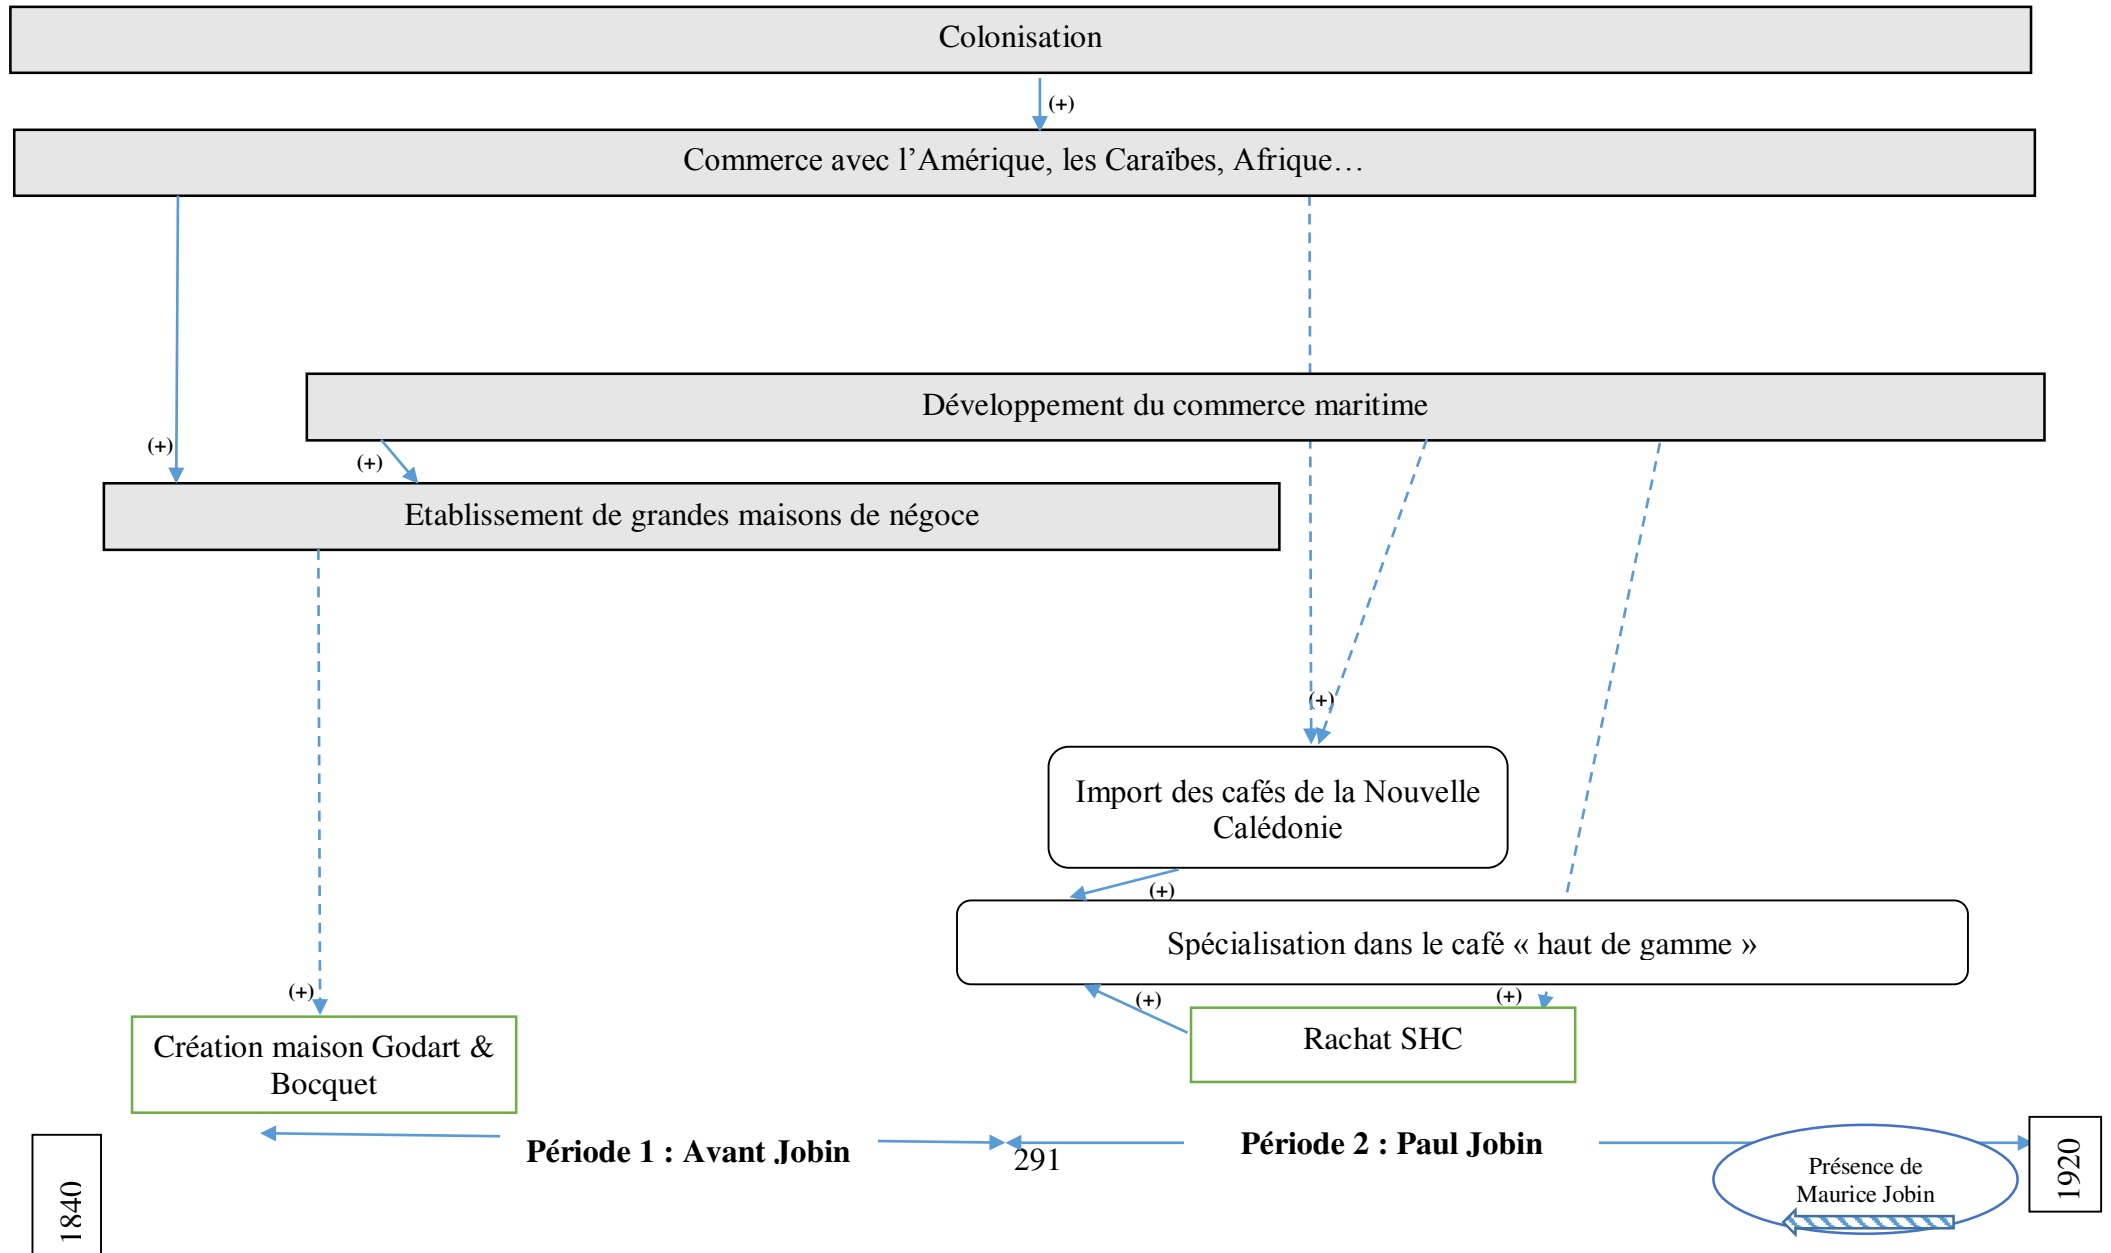 Colonisation
(+)
Commerce avec l’Amérique, les Caraïbes, Afrique…
Développement du commerce maritime
(+)
(+)
Etablissement de grandes maisons de négoce
(+)
Import des cafés de la Nouvelle
Calédonie
(+)
Spécialisation dans le café « haut de gamme »
(+)
(+)
(+)
Création maison Godart &
Bocquet
Rachat SHC
1840
Période 1 : Avant Jobin
291
Période 2 : Paul Jobin
Présence de
Maurice Jobin
1920